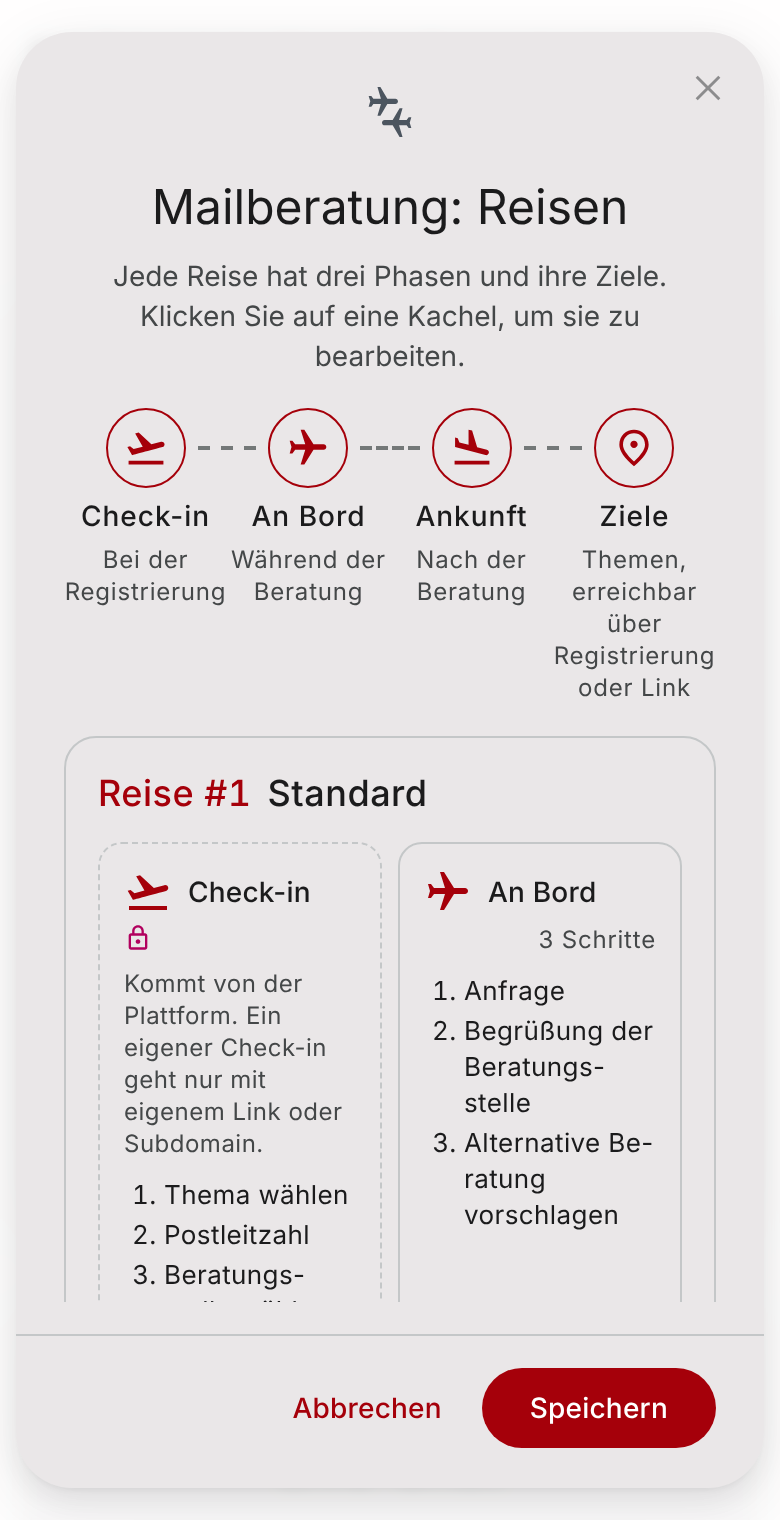 Mailberatung: Reisen
Jede Reise hat drei Phasen und ihre Ziele.
Klicken Sie auf eine Kachel, um sie zu
bearbeiten.
Check-in
Bei der
Registrierung
An Bord
Während der
Beratung
Ankunft
Nach der
Beratung
Ziele
Themen,
erreichbar
über
Registrierung
oder Link
Reise #1 Standard
Check-in
Kommt von der
Plattform. Ein
eigener Check-in
geht nur mit
eigenem Link oder
Subdomain.
1. Thema wählen
2. Postleitzahl
3. Beratungs-
An Bord
3 Schritte
1. Anfrage
2. Begrüßung der
Beratungs-
stelle
3. Alternative Be-
ratung
vorschlagen
Abbrechen
Speichern